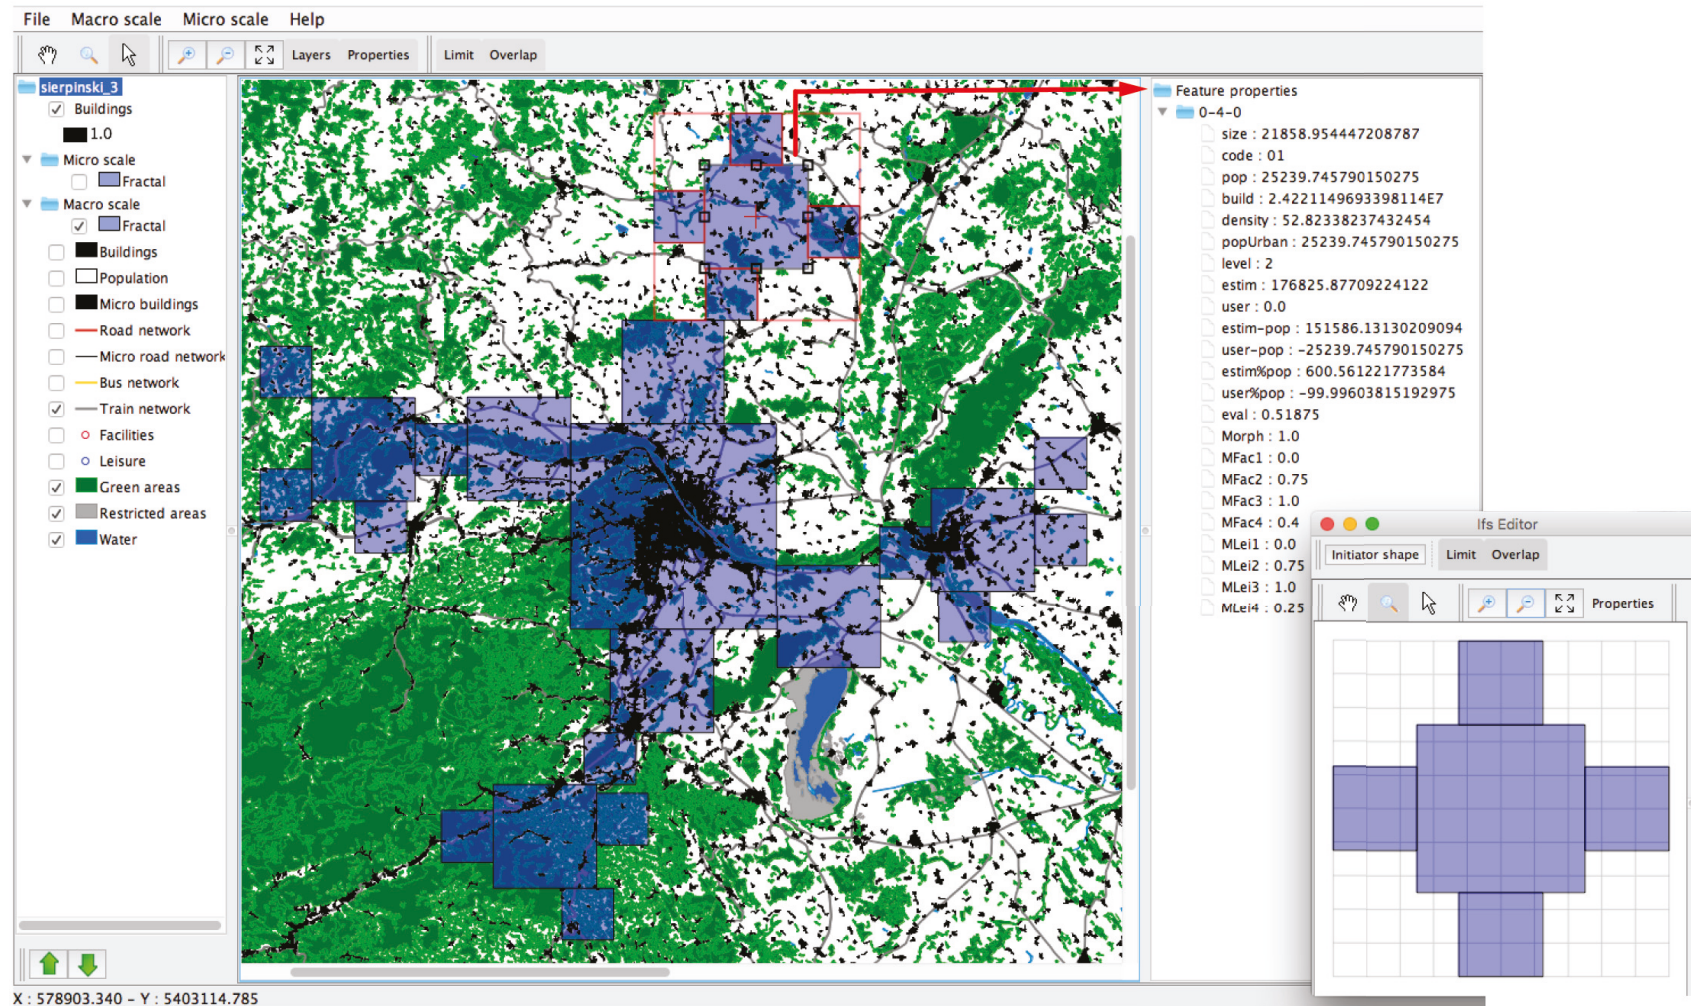 File Macro scale Micro scale Help
Layers Properties Limit Overlap
sierpinski_3
Buildings
1.0
Micro scale
Fractal
Macro scale
Fractal
Buildings
Population
Micro buildings
Road network
Micro road network
Bus network
Train network
Facilities
Leisure
Green areas
Restricted areas
Water
Feature properties
0-4-0
size : 21858.954447208787
code : 01
pop : 25239.745790150275
build : 2.4221149693398114E7
density : 52.82338237432454
popUrban : 25239.745790150275
level : 2
estim : 176825.87709224122
user : 0.0
estim-pop : 151586.13130209094
user-pop : -25239.745790150275
estim%pop : 600.561221773584
user%pop : -99.99603815192975
eval : 0.51875
Morph : 1.0
MFac1 : 0.0
MFac2 : 0.75
MFac3 : 1.0
MFac4 : 0.4
MLei1 : 0.0
MLei2 : 0.75
MLei3 : 1.0
MLei4 : 0.25
Ifs Editor
Initiator shape Limit Overlap
Properties
X : 578903.340 - Y : 5403114.785